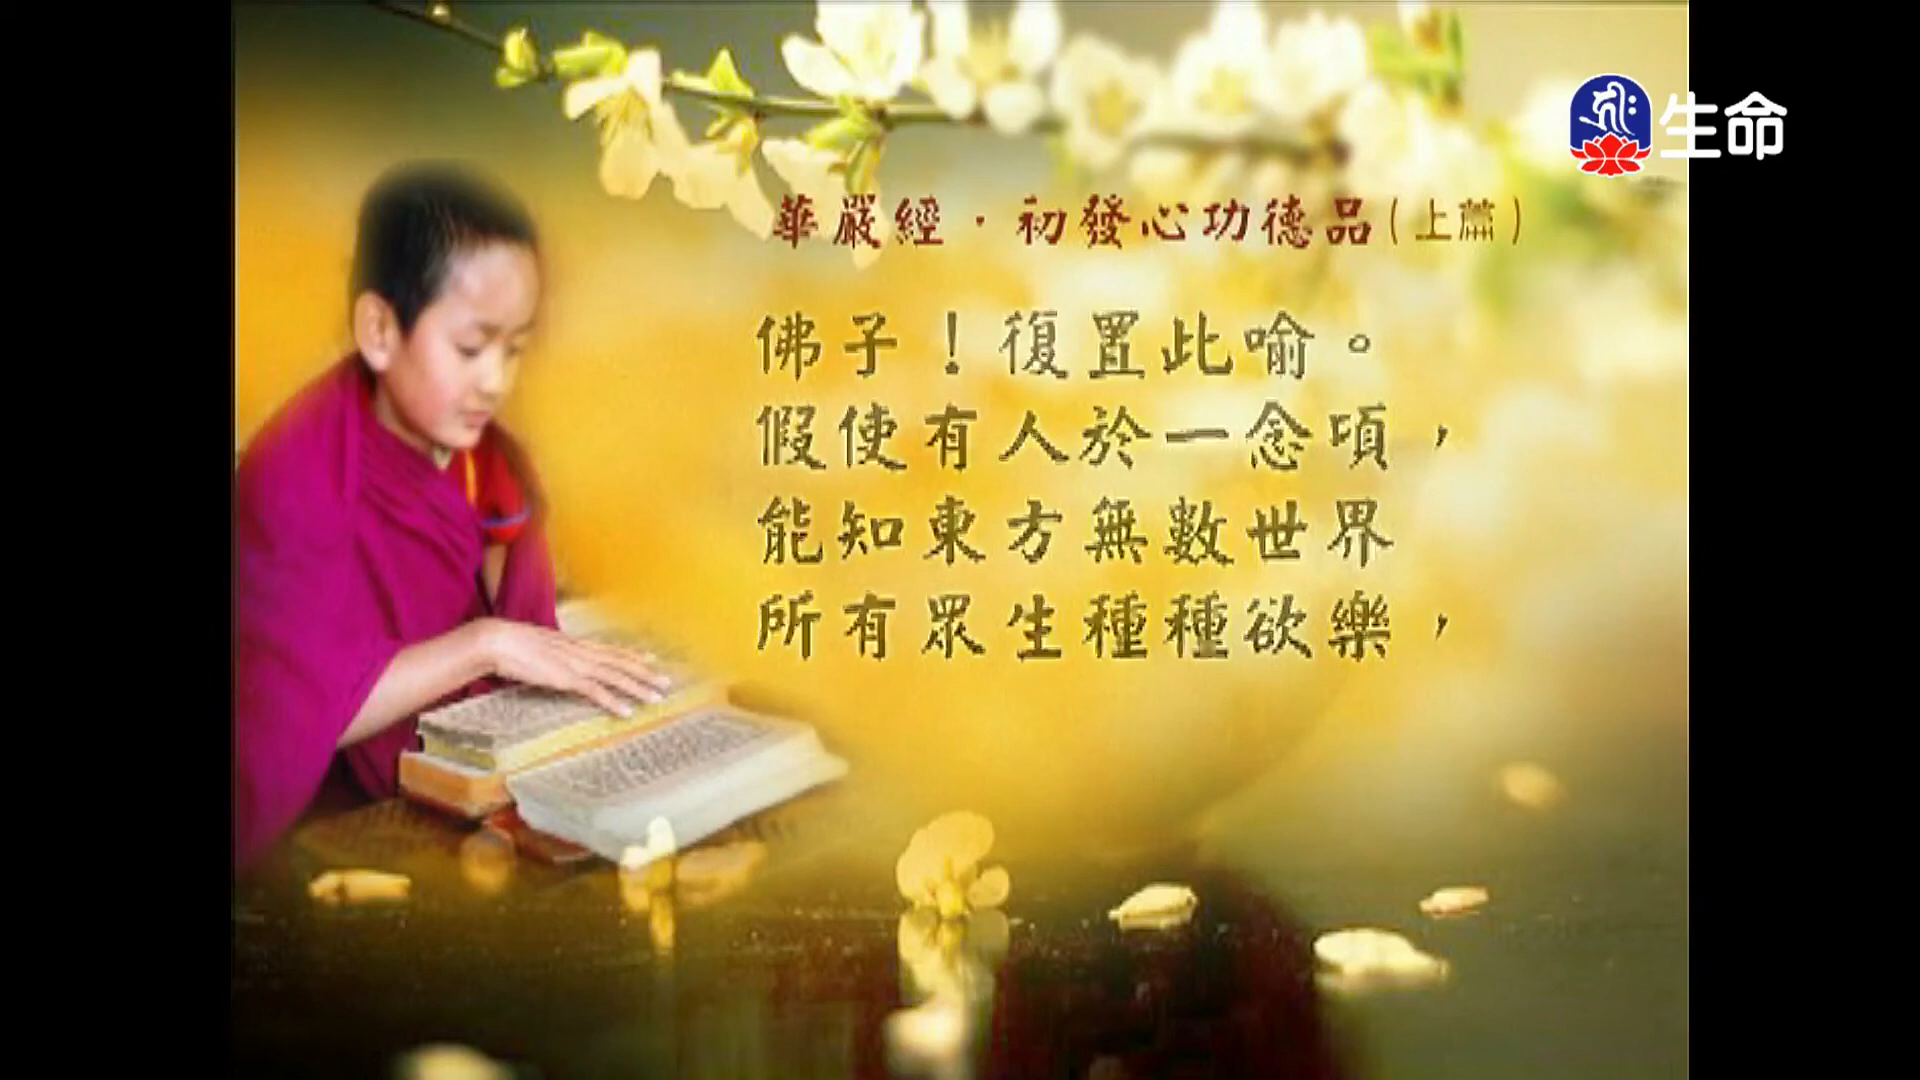 生命
華嚴經．初發心功德品（上篇）
佛子！復置此喻。
假使有人於一念頃，
能知東方無數世界
所有眾生種種欲樂，